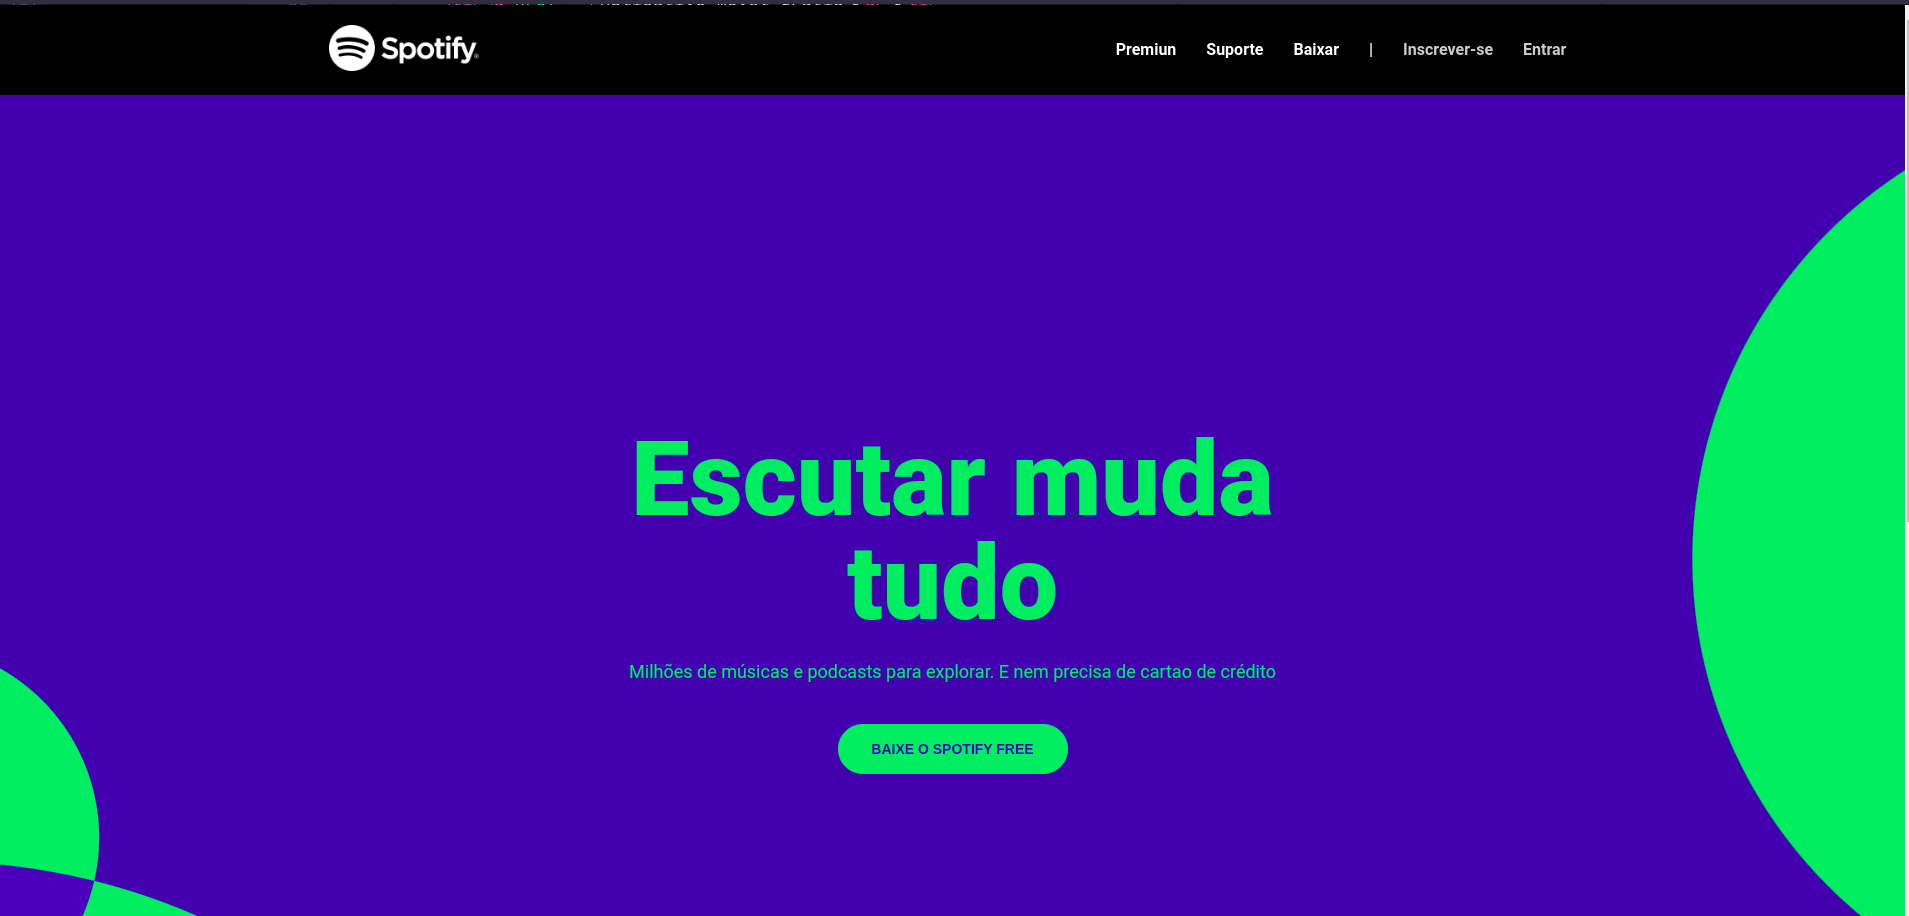 Spotify®
Premiun Suporte Baixar | Inscrever-se Entrar
Escutar muda
tudo
Milhões de músicas e podcasts para explorar. E nem precisa de cartao de crédito
BAIXE O SPOTIFY FREE